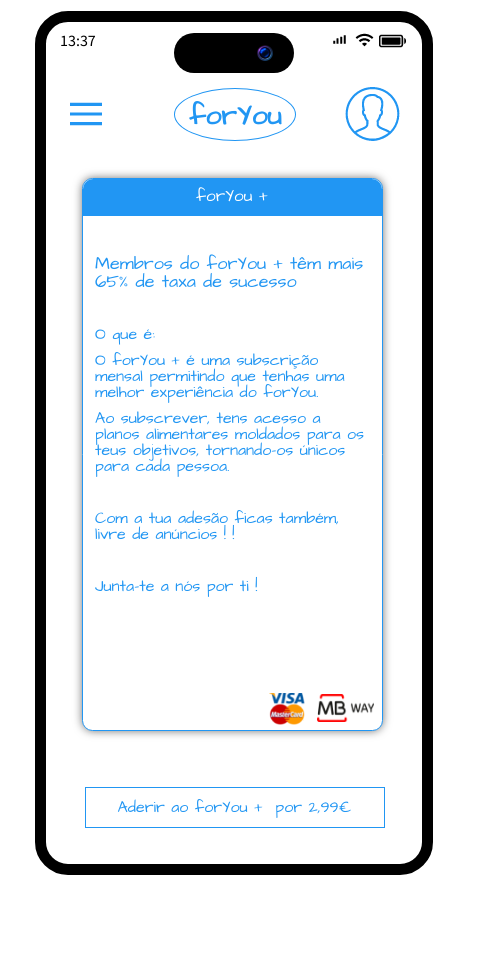 13:37
forYou
forYou +
Membros do forYou + têm mais
65% de taxa de sucesso
O que é:
O forYou + é uma subscrição
mensal permitindo que tenhas uma
melhor experiência do forYou.
Ao subscrever, tens acesso a
planos alimentares moldados para os
teus objetivos, tornando-os únicos
para cada pessoa.
Com a tua adesão ficas também,
livre de anúncios ! !
Junta-te a nós por ti !
VISA
MasterCard
MB WAY
Aderir ao forYou + por 2,99€